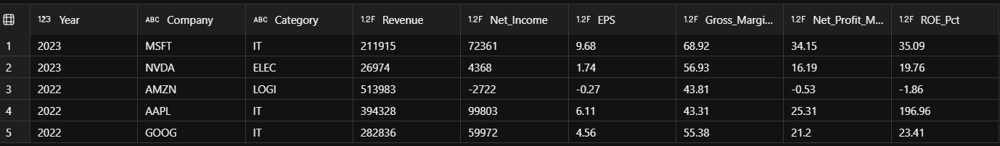 123 Year ABC Company ABC Category 1.2F Revenue 1.2F Net_Income 1.2F EPS 1.2F Gross_Margi... 1.2F Net_Profit_M... 1.2F ROE_Pct
1 2023 MSFT IT 211915 72361 9.68 68.92 34.15 35.09
2 2023 NVDA ELEC 26974 4368 1.74 56.93 16.19 19.76
3 2022 AMZN LOGI 513983 -2722 -0.27 43.81 -0.53 -1.86
4 2022 AAPL IT 394328 99803 6.11 43.31 25.31 196.96
5 2022 GOOG IT 282836 59972 4.56 55.38 21.2 23.41